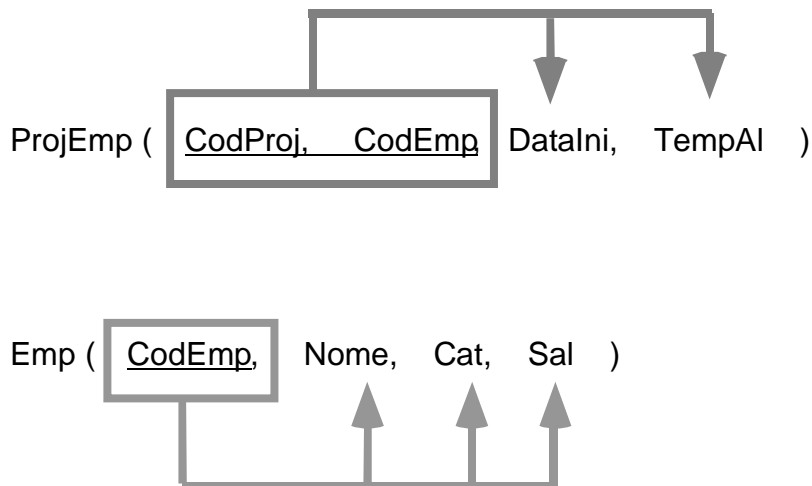 ProjEmp ( CodProj, CodEmp DataIni, TempAl )
Emp ( CodEmp, Nome, Cat, Sal )